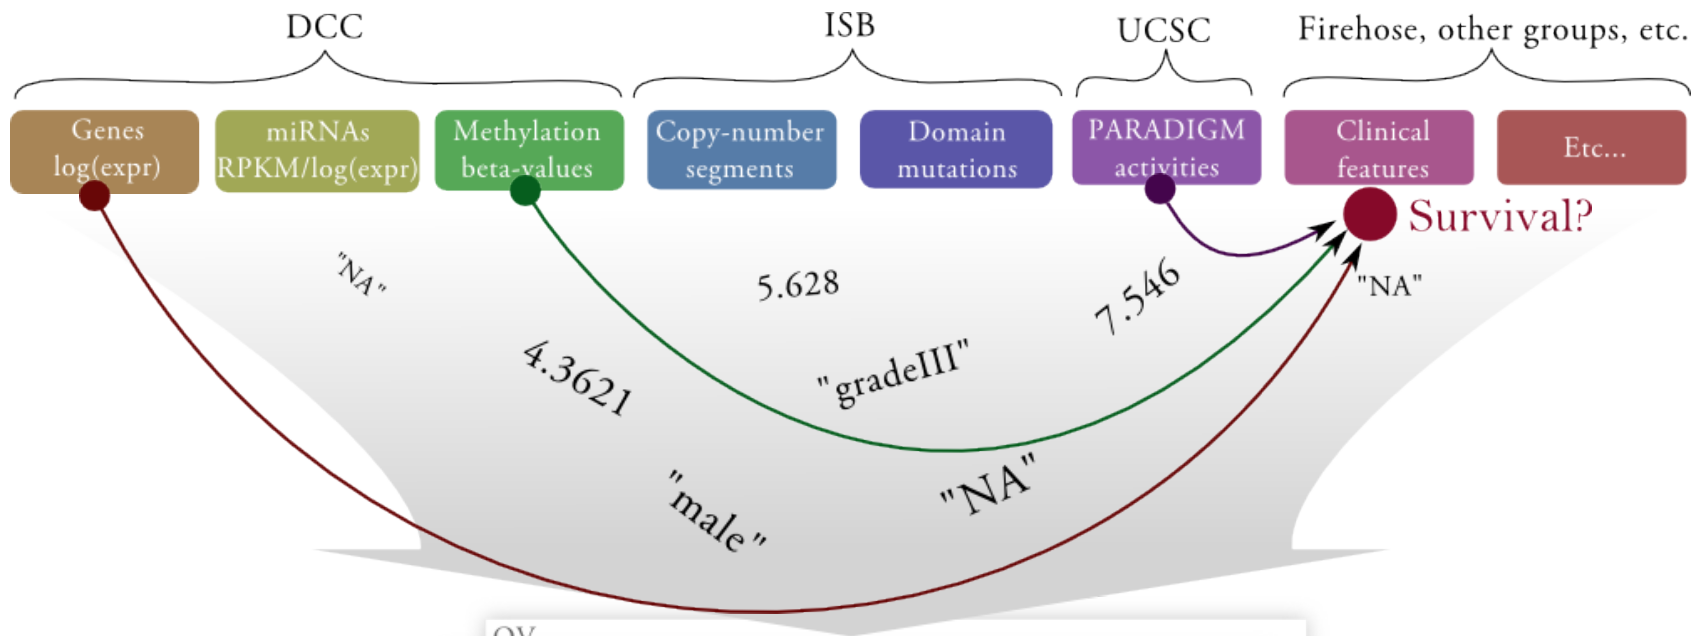 DCC
ISB
UCSC
Firehose, other groups, etc.
Genes
log(expr)
miRNAs
RPKM/log(expr)
Methylation
beta-values
Copy-number
segments
Domain
mutations
PARADIGM
activities
Clinical
features
Etc...
Survival?
"NA"
5.628
7.546
"NA"
4.3621
"gradeIII"
"male"
"NA"
OV